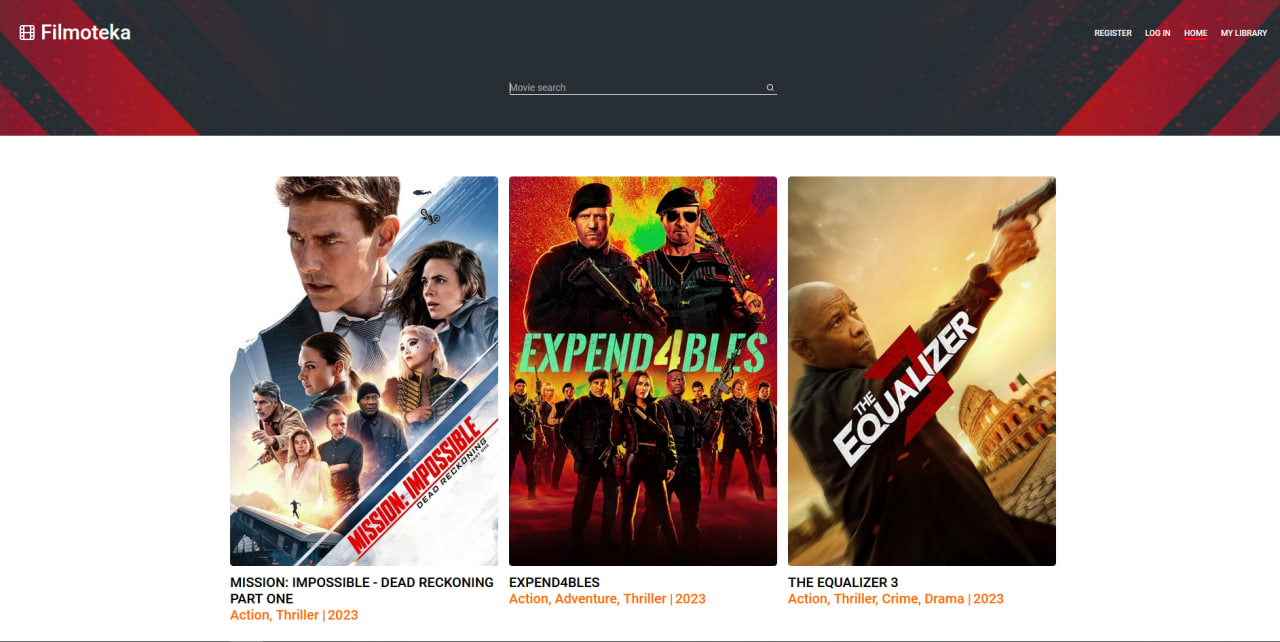 Filmoteka
REGISTER LOG IN HOME MY LIBRARY
Movie search
MISSION: IMPOSSIBLE
DEAD RECKONING
PART ONE
EXPEND4BLES
THE
EQUALIZER
3
MISSION: IMPOSSIBLE - DEAD RECKONING
PART ONE
Action, Thriller | 2023
EXPEND4BLES
Action, Adventure, Thriller | 2023
THE EQUALIZER 3
Action, Thriller, Crime, Drama | 2023